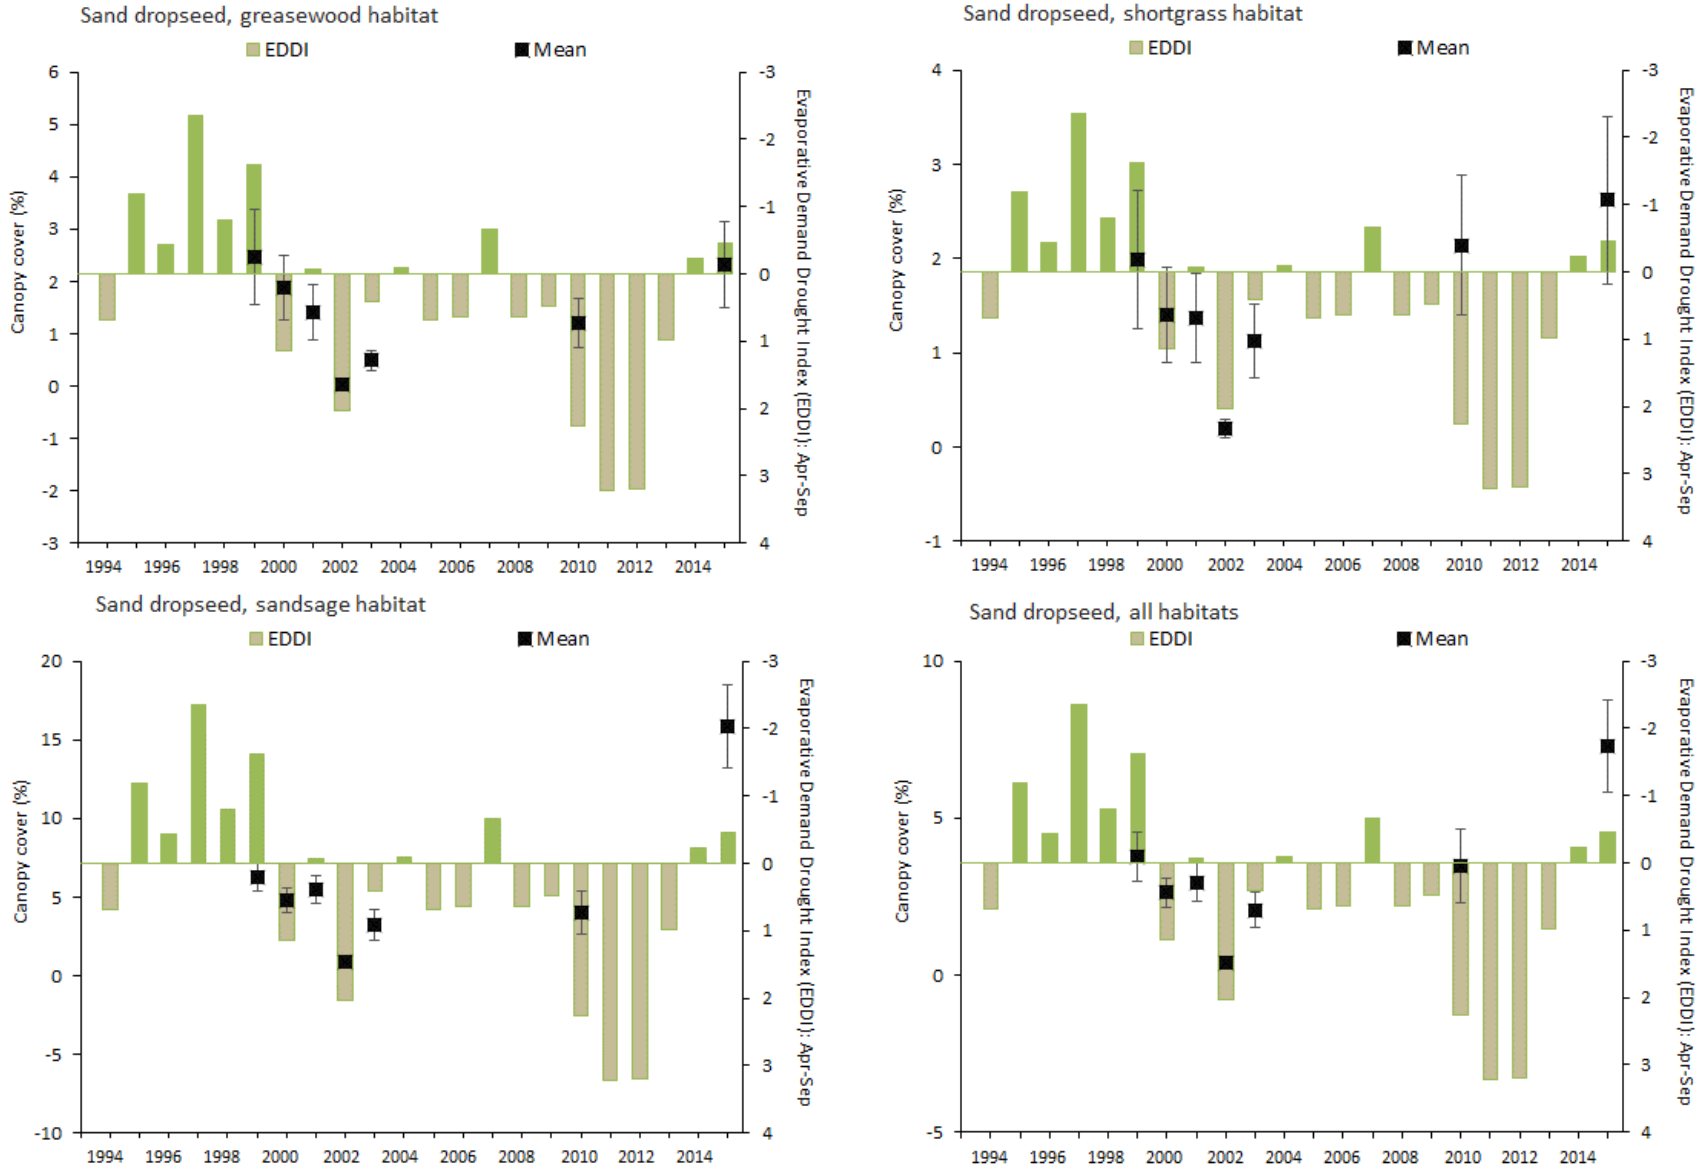 Sand dropseed, greasewood habitat
EDDI
Mean
6
5
4
3
2
1
0
-1
-2
-3
Canopy cover (%)
-3
-2
-1
0
1
2
3
4
Evaporative Demand Drought Index (EDDI): Apr-Sep
1994 1996 1998 2000 2002 2004 2006 2008 2010 2012 2014
Sand dropseed, shortgrass habitat
EDDI
Mean
4
3
2
1
0
-1
Canopy cover (%)
-3
-2
-1
0
1
2
3
4
Evaporative Demand Drought Index (EDDI): Apr-Sep
1994 1996 1998 2000 2002 2004 2006 2008 2010 2012 2014
Sand dropseed, sandsage habitat
EDDI
Mean
20
15
10
5
0
-5
-10
Canopy cover (%)
-3
-2
-1
0
1
2
3
4
Evaporative Demand Drought Index (EDDI): Apr-Sep
1994 1996 1998 2000 2002 2004 2006 2008 2010 2012 2014
Sand dropseed, all habitats
EDDI
Mean
10
5
0
-5
Canopy cover (%)
-3
-2
-1
0
1
2
3
4
Evaporative Demand Drought Index (EDDI): Apr-Sep
1994 1996 1998 2000 2002 2004 2006 2008 2010 2012 2014